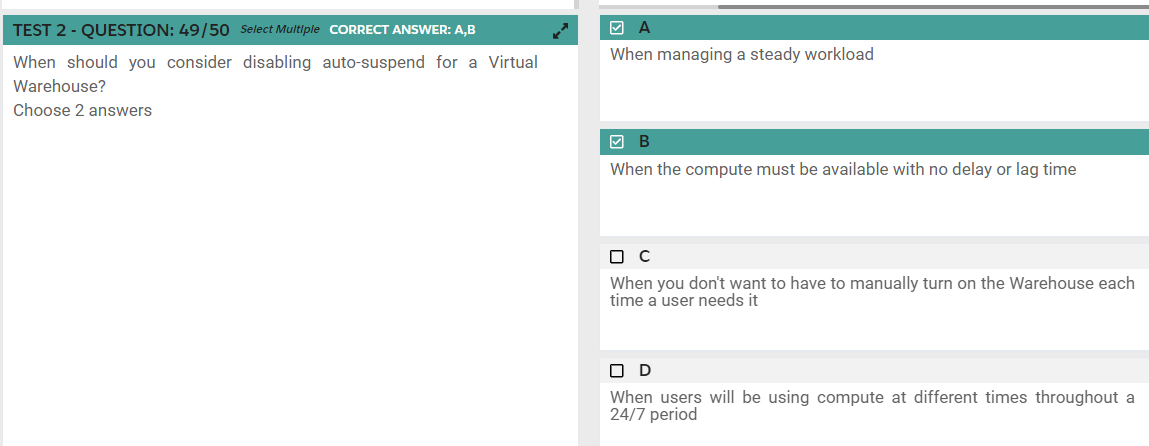 TEST 2 - QUESTION: 49/50 Select Multiple CORRECT ANSWER: A,B
When should you consider disabling auto-suspend for a Virtual
Warehouse?
Choose 2 answers
A
When managing a steady workload
B
When the compute must be available with no delay or lag time
C
When you don't want to have to manually turn on the Warehouse each
time a user needs it
D
When users will be using compute at different times throughout a
24/7 period